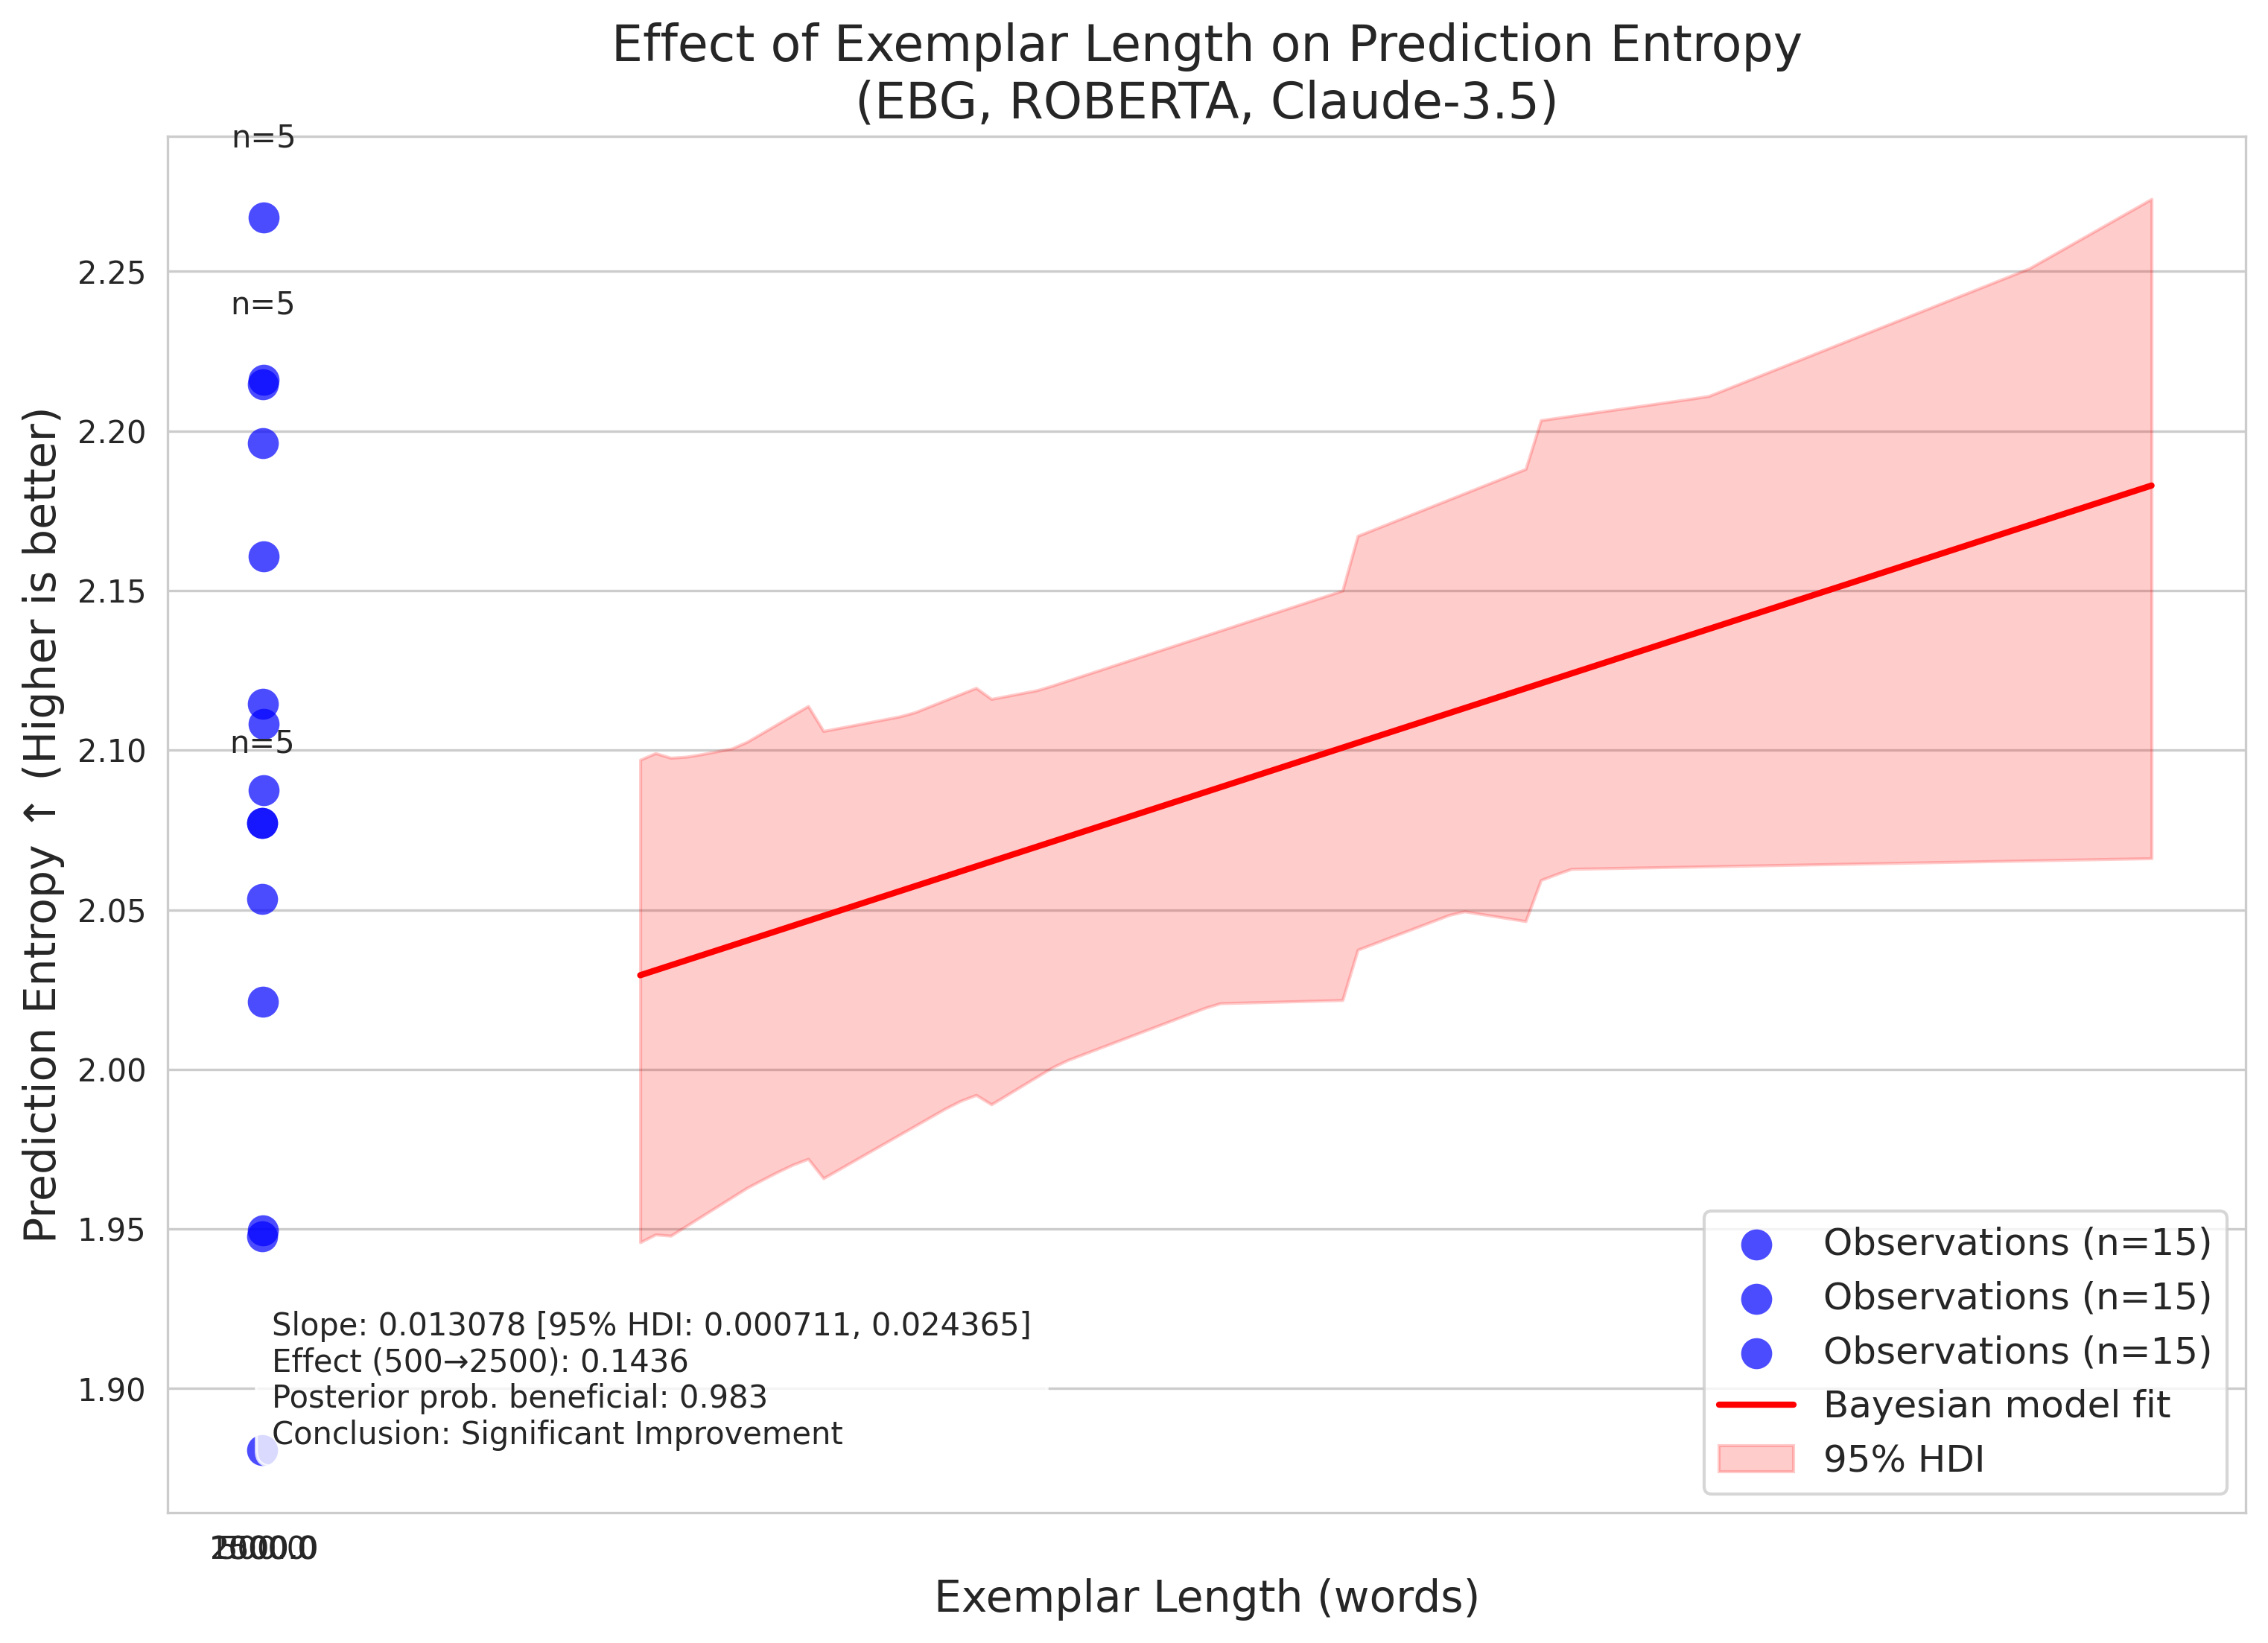 Effect of Exemplar Length on Prediction Entropy
(EBG, ROBERTA, Claude-3.5)
n=5
n=5
n=5
2.25
2.20
2.15
2.10
2.05
2.00
1.95
1.90
Prediction Entropy ↑ (Higher is better)
Slope: 0.013078 [95% HDI: 0.000711, 0.024365]
Effect (500→2500): 0.1436
Posterior prob. beneficial: 0.983
Conclusion: Significant Improvement
Observations (n=15)
Observations (n=15)
Observations (n=15)
Bayesian model fit
95% HDI
Exemplar Length (words)